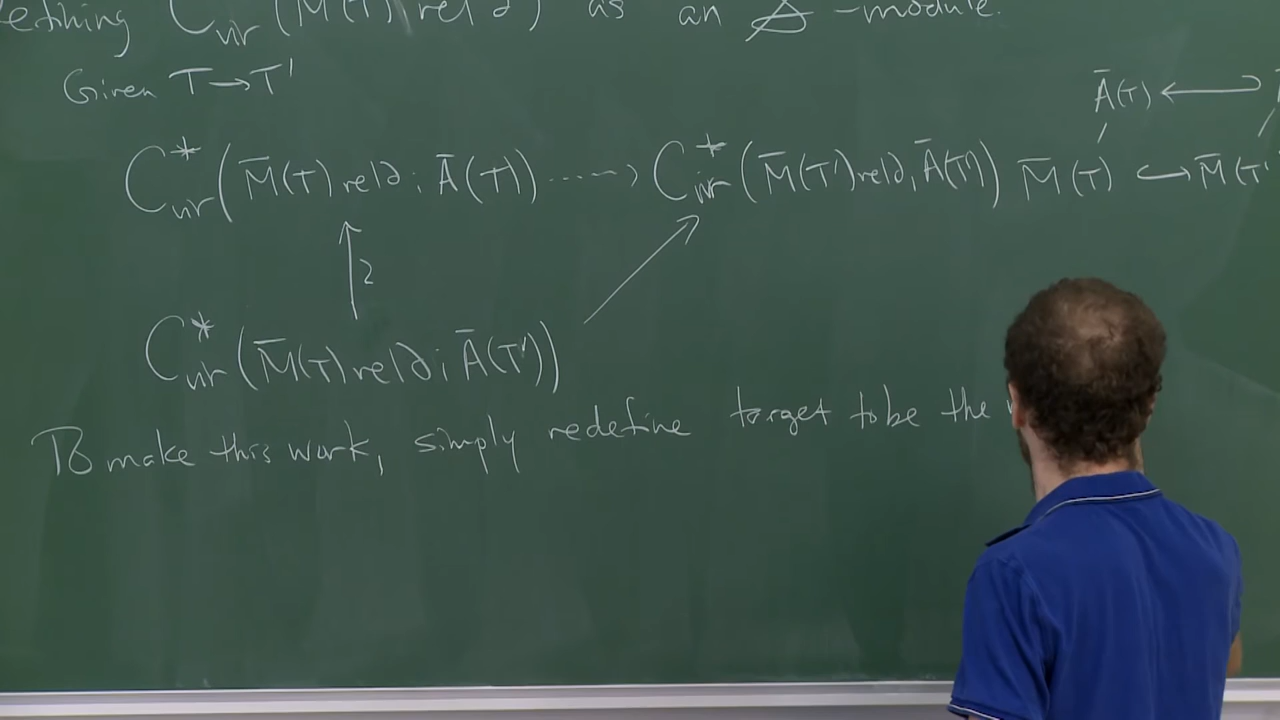 C_vir (M̄(T) rel ∂) as an 𝒮-module.
Given T → T'
Ā(T) ↩
C*_vir (M̄(T) rel ∂; Ā(T)) ⋯→ C*_vir (M̄(T') rel ∂; Ā(T')) M̄(T) ↪ M̄(T'
↑ ≀ ↗
C*_vir (M̄(T) rel ∂; Ā(T'))
To make this work, simply redefine target to be the